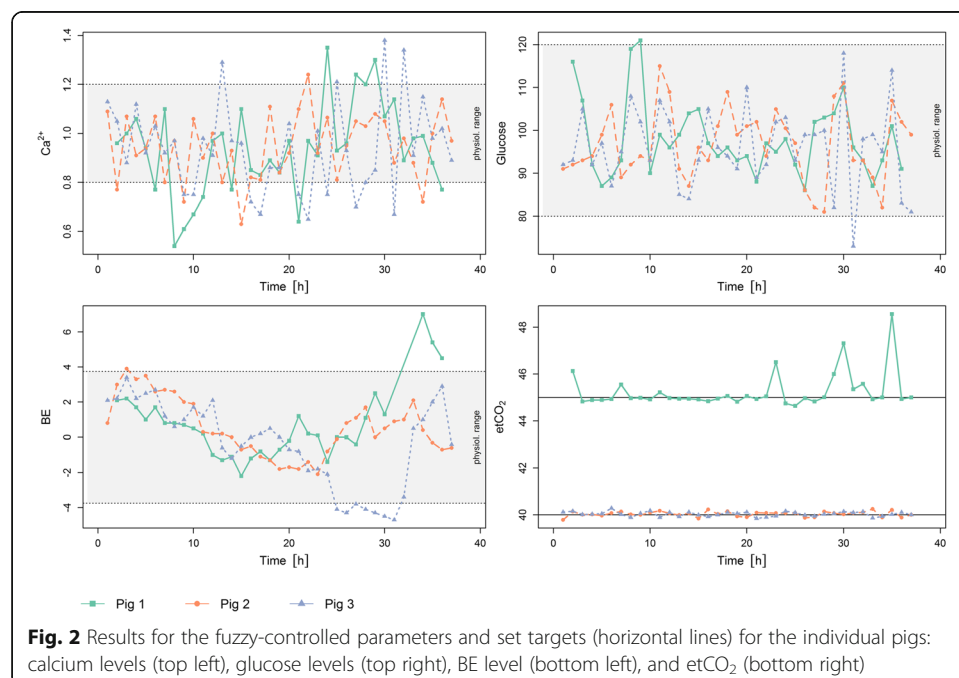 Ca²⁺
1.4
1.2
1.0
0.8
0.6
physiol. range
0 10 20 30 40
Time [h]
Glucose
120
110
100
90
80
physiol. range
0 10 20 30 40
Time [h]
BE
6
4
2
0
-2
-4
physiol. range
0 10 20 30 40
Time [h]
etCO₂
48
46
44
42
40
0 10 20 30 40
Time [h]
Pig 1 Pig 2 Pig 3
Fig. 2 Results for the fuzzy-controlled parameters and set targets (horizontal lines) for the individual pigs:
calcium levels (top left), glucose levels (top right), BE level (bottom left), and etCO₂ (bottom right)